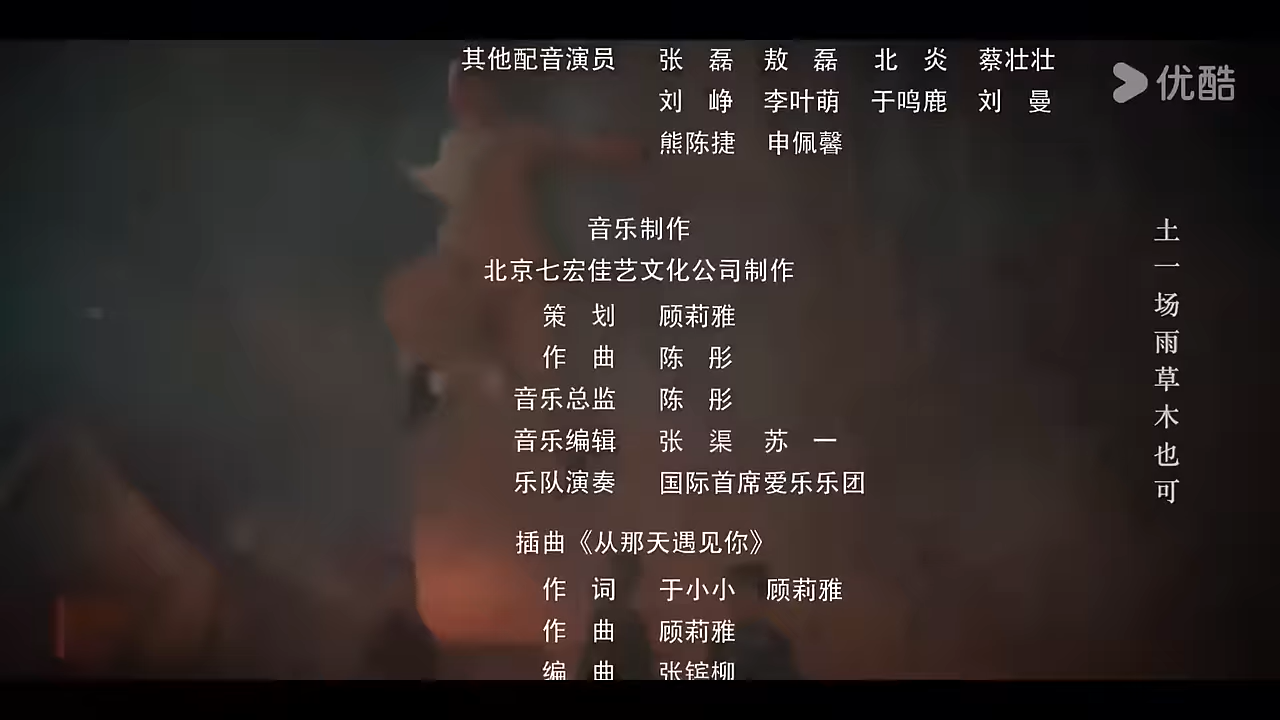 其他配音演员 张 磊 敖 磊 北 炎 蔡壮壮
刘 峥 李叶萌 于鸣鹿 刘 曼
熊陈捷 申佩馨
音乐制作
北京七宏佳艺文化公司制作
策 划 顾莉雅
作 曲 陈 彤
音乐总监 陈 彤
音乐编辑 张 渠 苏 一
乐队演奏 国际首席爱乐乐团
插曲《从那天遇见你》
作 词 于小小 顾莉雅
作 曲 顾莉雅
编 曲 张镔柳
优酷
土一场雨草木也可